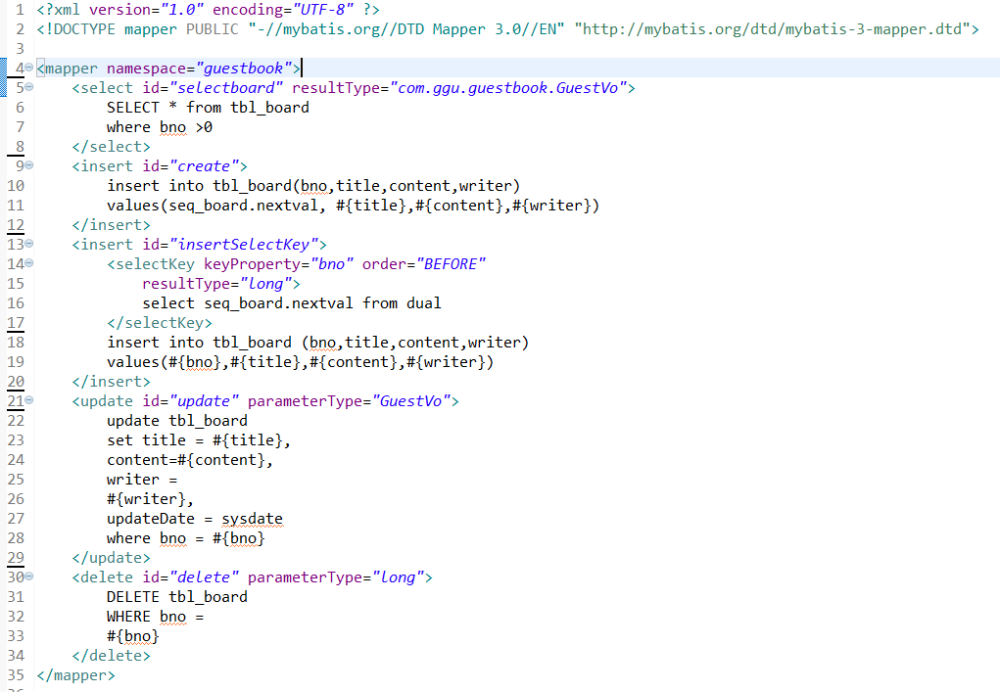 1 <?xml version="1.0" encoding="UTF-8" ?>
2 <!DOCTYPE mapper PUBLIC "-//mybatis.org//DTD Mapper 3.0//EN" "http://mybatis.org/dtd/mybatis-3-mapper.dtd">
3
4 <mapper namespace="guestbook">
5     <select id="selectboard" resultType="com.ggu.guestbook.GuestVo">
6         SELECT * from tbl_board
7         where bno >0
8     </select>
9     <insert id="create">
10         insert into tbl_board(bno,title,content,writer)
11         values(seq_board.nextval, #{title},#{content},#{writer})
12     </insert>
13     <insert id="insertSelectKey">
14         <selectKey keyProperty="bno" order="BEFORE"
15             resultType="long">
16             select seq_board.nextval from dual
17         </selectKey>
18         insert into tbl_board (bno,title,content,writer)
19         values(#{bno},#{title},#{content},#{writer})
20     </insert>
21     <update id="update" parameterType="GuestVo">
22         update tbl_board
23         set title = #{title},
24         content=#{content},
25         writer =
26         #{writer},
27         updateDate = sysdate
28         where bno = #{bno}
29     </update>
30     <delete id="delete" parameterType="long">
31         DELETE tbl_board
32         WHERE bno =
33         #{bno}
34     </delete>
35 </mapper>